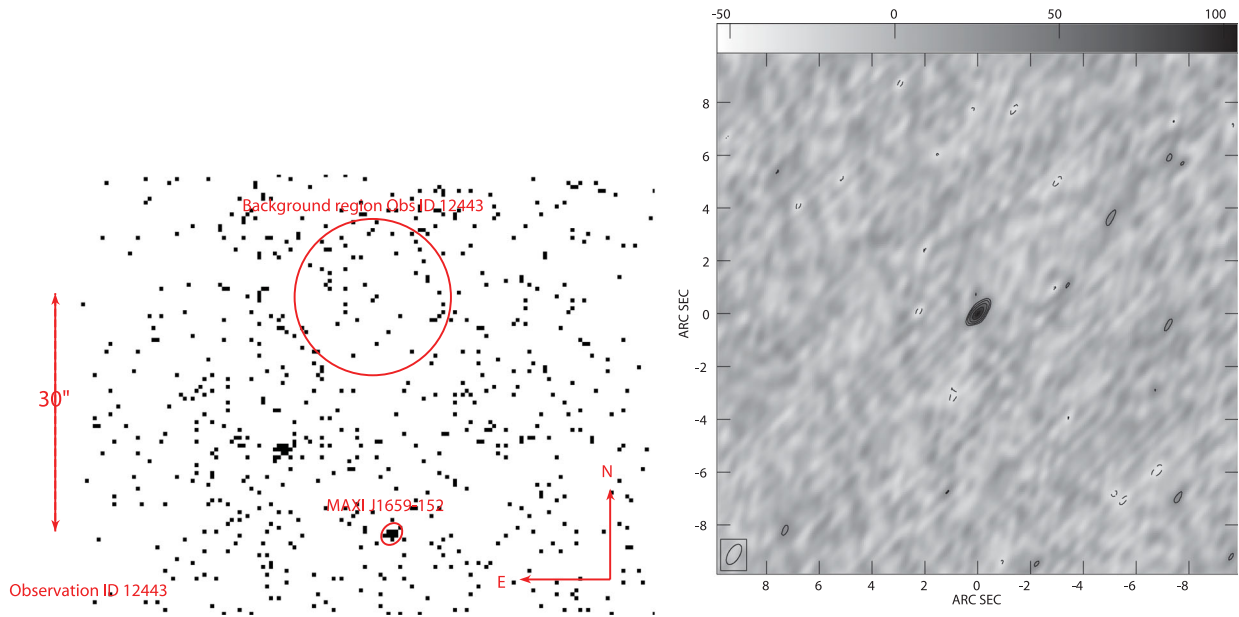 Background region Obs ID 12443
30"
MAXI J1659-152
N
E
Observation ID 12443
-50 0 50 100
8
6
4
2
0
-2
-4
-6
-8
ARC SEC
8 6 4 2 0 -2 -4 -6 -8
ARC SEC